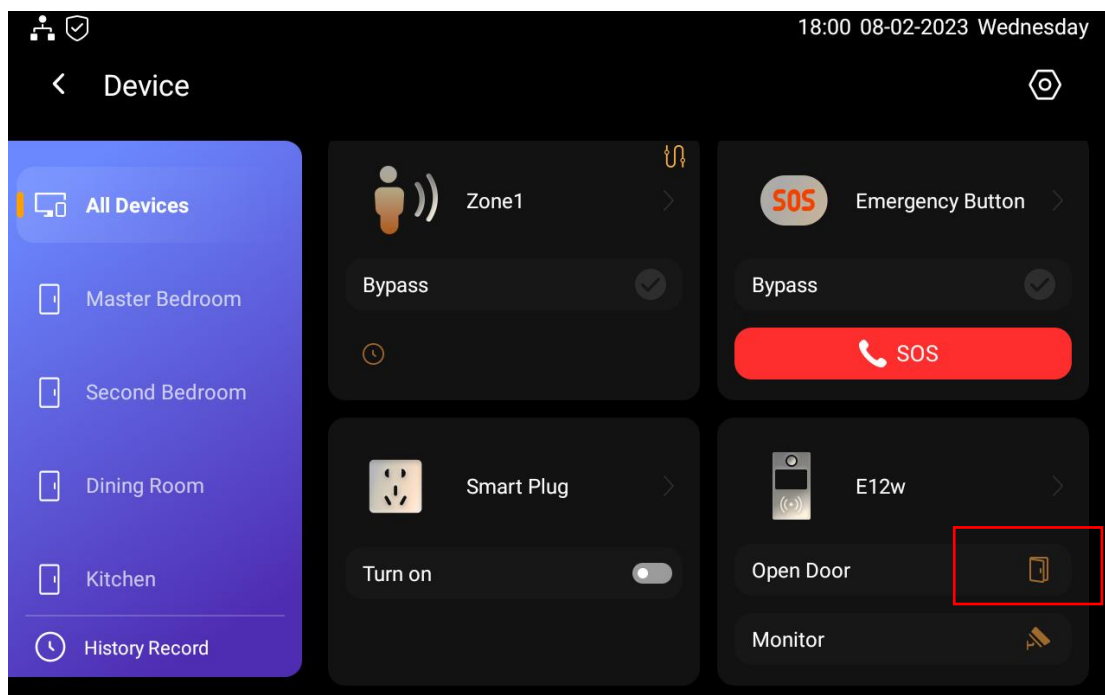 18:00 08-02-2023 Wednesday
Device
All Devices
Master Bedroom
Second Bedroom
Dining Room
Kitchen
History Record
Zone1
Bypass
SOS
Emergency Button
Bypass
SOS
Smart Plug
Turn on
E12w
Open Door
Monitor